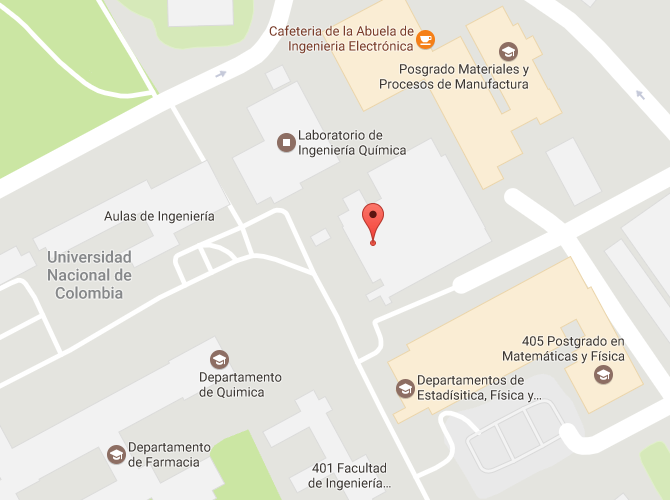 Cafeteria de la Abuela de
Ingenieria Electrónica
Posgrado Materiales y
Procesos de Manufactura
Laboratorio de
Ingeniería Química
Aulas de Ingeniería
Universidad
Nacional de
Colombia
405 Postgrado en
Matemáticas y Física
Departamento
de Quimica
Departamentos de
Estadísitica, Física y...
Departamento
de Farmacia
401 Facultad
de Ingeniería...